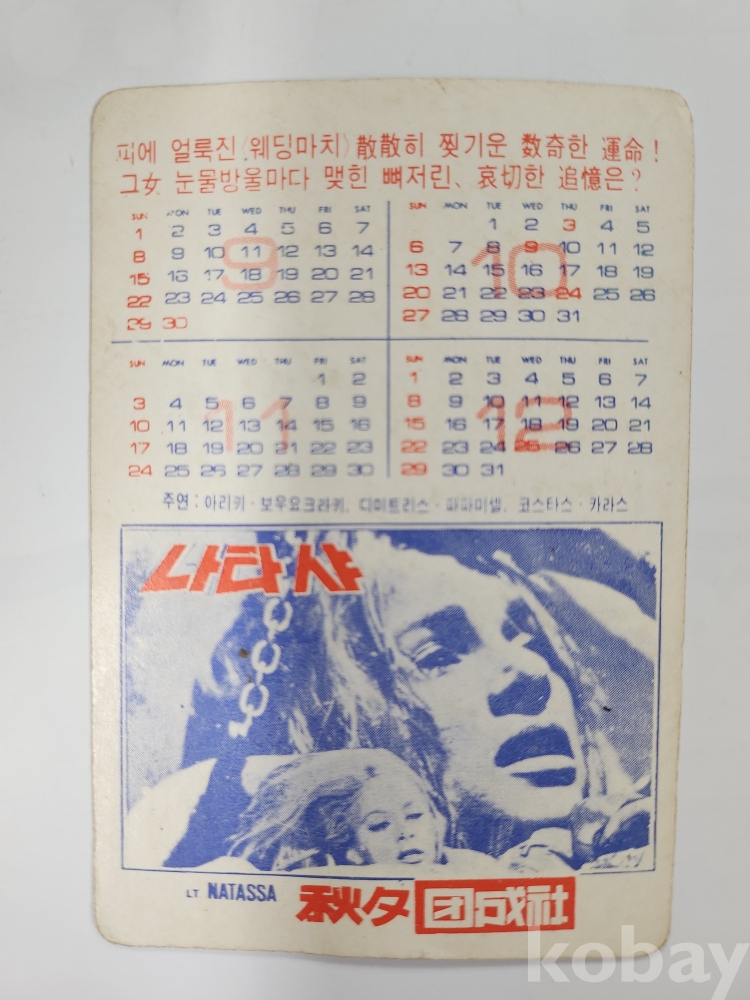 피에 얼룩진 〈웨딩마치〉 散散히 찢기운 数奇한 運命!
그女 눈물방울마다 맺힌 뼈저린、哀切한 追憶은?
9
SUN MON TUE WED THU FRI SAT
1 2 3 4 5 6 7
8 9 10 11 12 13 14
15 16 17 18 19 20 21
22 23 24 25 26 27 28
29 30
10
SUN MON TUE WED THU FRI SAT
1 2 3 4 5
6 7 8 9 10 11 12
13 14 15 16 17 18 19
20 21 22 23 24 25 26
27 28 29 30 31
11
SUN MON TUE WED THU FRI SAT
1 2
3 4 5 6 7 8 9
10 11 12 13 14 15 16
17 18 19 20 21 22 23
24 25 26 27 28 29 30
12
SUN MON TUE WED THU FRI SAT
1 2 3 4 5 6 7
8 9 10 11 12 13 14
15 16 17 18 19 20 21
22 23 24 25 26 27 28
29 30 31
주연 : 아리키·보우요크라키, 디미트리스·파파미셀, 코스타스·카라스
나타샤
LT NATASSA 秋夕 団成社
kobay